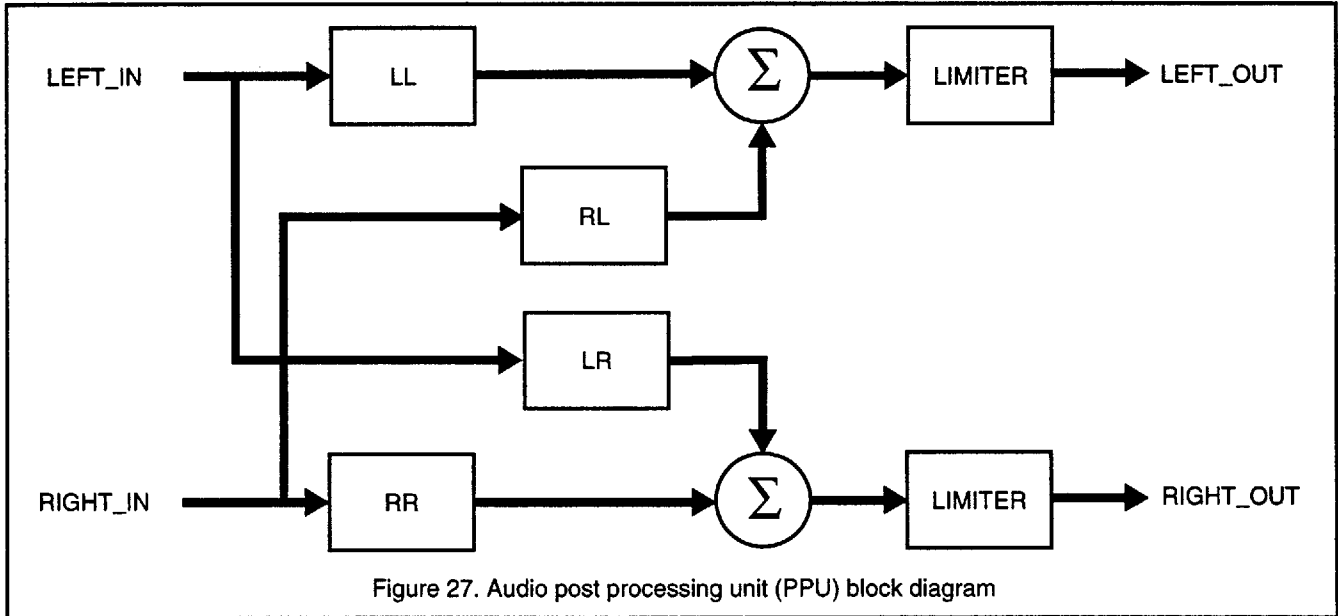 LEFT_IN
LL
Σ
LIMITER
LEFT_OUT
RL
LR
RIGHT_IN
RR
Σ
LIMITER
RIGHT_OUT
Figure 27. Audio post processing unit (PPU) block diagram